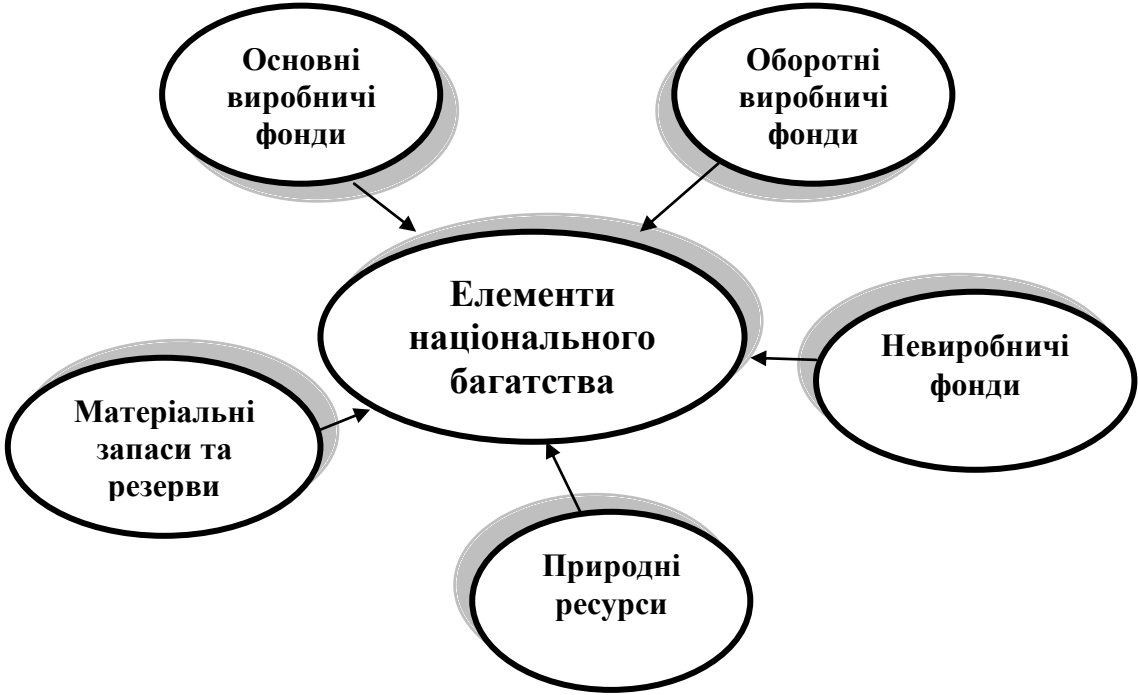 Основні
виробничі
фонди
Оборотні
виробничі
фонди
Елементи
національного
багатства
Невиробничі
фонди
Матеріальні
запаси та
резерви
Природні
ресурси